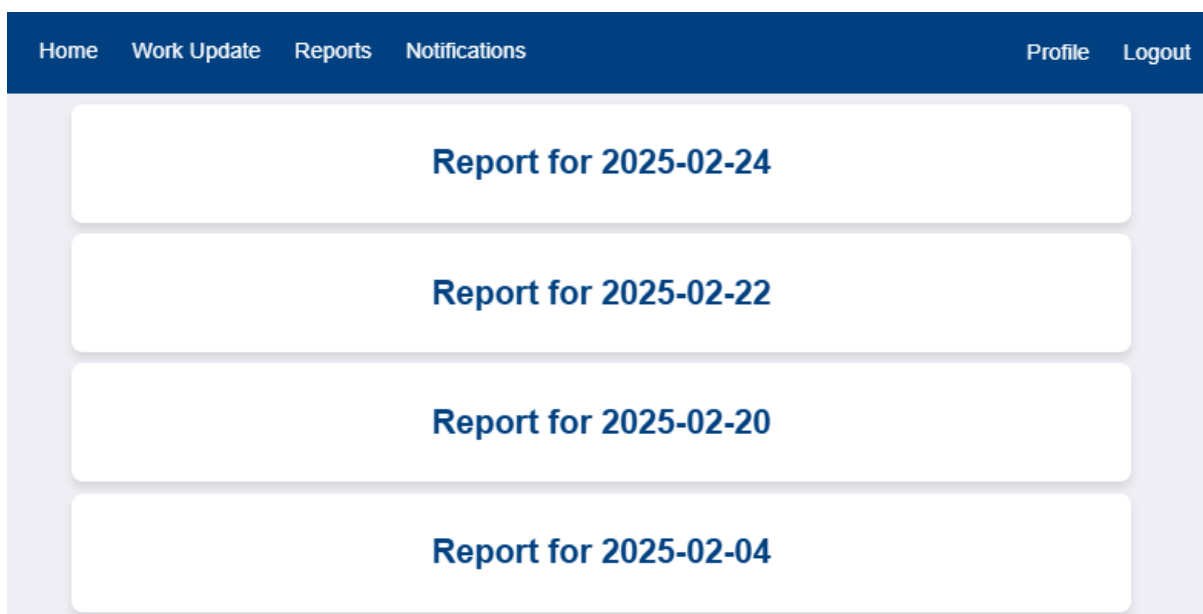 Home Work Update Reports Notifications Profile Logout
Report for 2025-02-24
Report for 2025-02-22
Report for 2025-02-20
Report for 2025-02-04